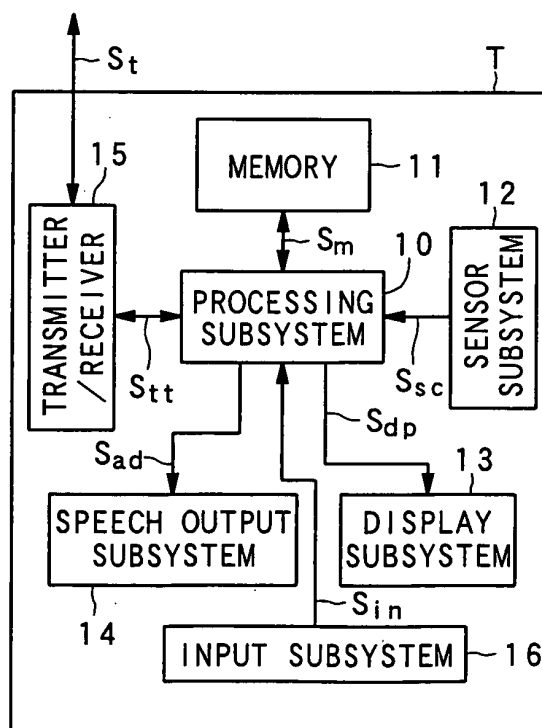 St
T
15
MEMORY
11
12
Sm
10
TRANSMITTER
/RECEIVER
PROCESSING
SUBSYSTEM
SENSOR
SUBSYSTEM
Stt
Ssc
Sad
Sdp
13
SPEECH OUTPUT
SUBSYSTEM
DISPLAY
SUBSYSTEM
14
Sin
INPUT SUBSYSTEM
16